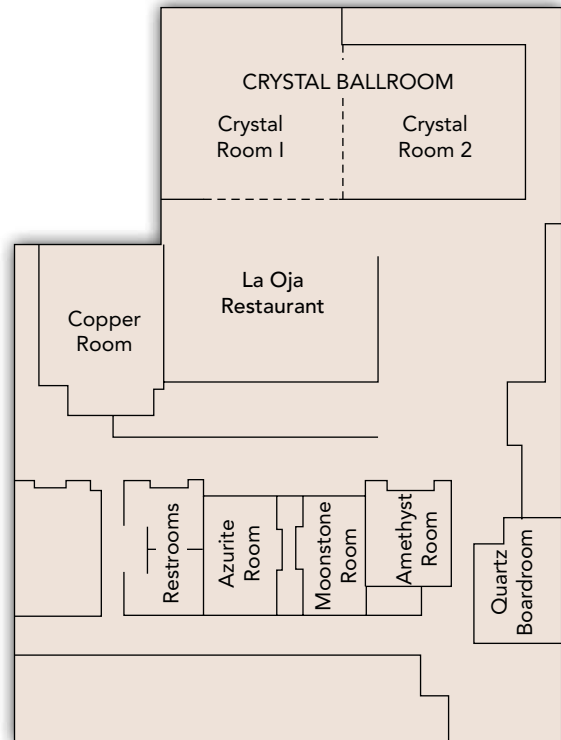 CRYSTAL BALLROOM
Crystal
Room I
Crystal
Room 2
La Oja
Restaurant
Copper
Room
Restrooms
Azurite
Room
Moonstone
Room
Amethyst
Room
Quartz
Boardroom